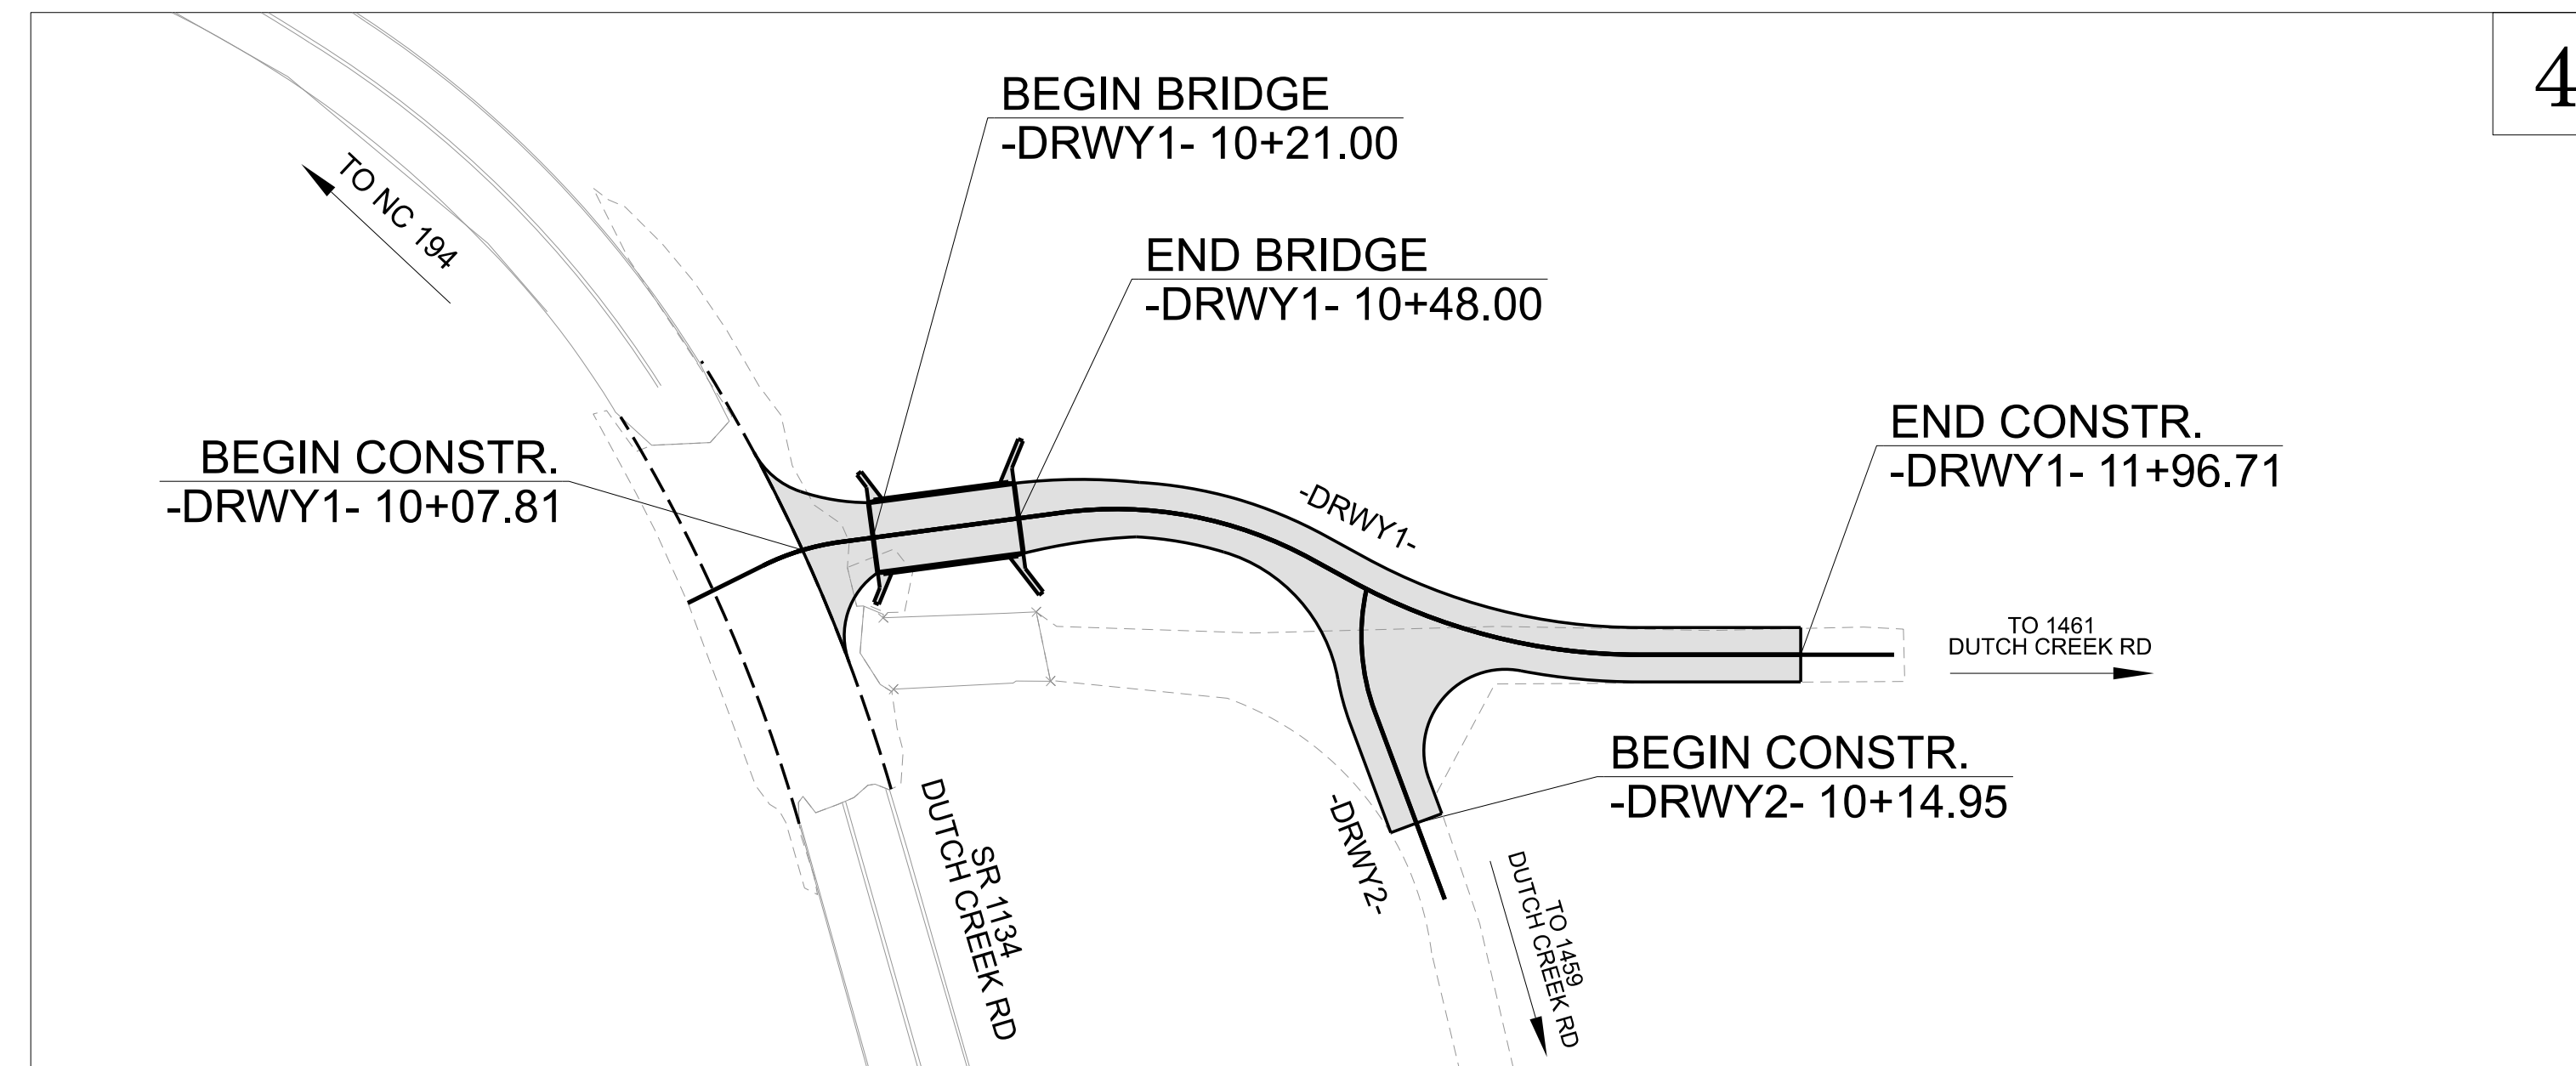 4
BEGIN BRIDGE
-DRWY1- 10+21.00
TO NC 194
END BRIDGE
-DRWY1- 10+48.00
BEGIN CONSTR.
-DRWY1- 10+07.81
END CONSTR.
-DRWY1- 11+96.71
-DRWY1-
TO 1461
DUTCH CREEK RD
BEGIN CONSTR.
-DRWY2- 10+14.95
-DRWY2-
SR 1134
DUTCH CREEK RD
TO 1459
DUTCH CREEK RD